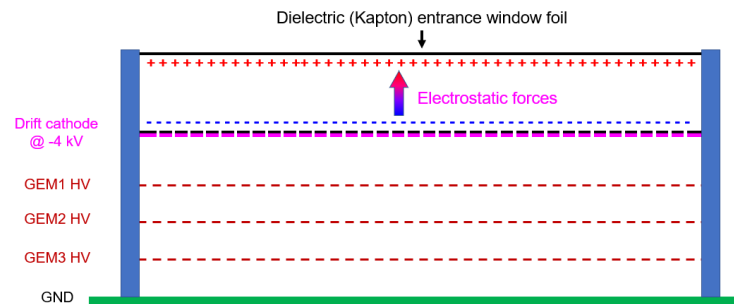 Dielectric (Kapton) entrance window foil
Electrostatic forces
Drift cathode
@ -4 kV
GEM1 HV
GEM2 HV
GEM3 HV
GND